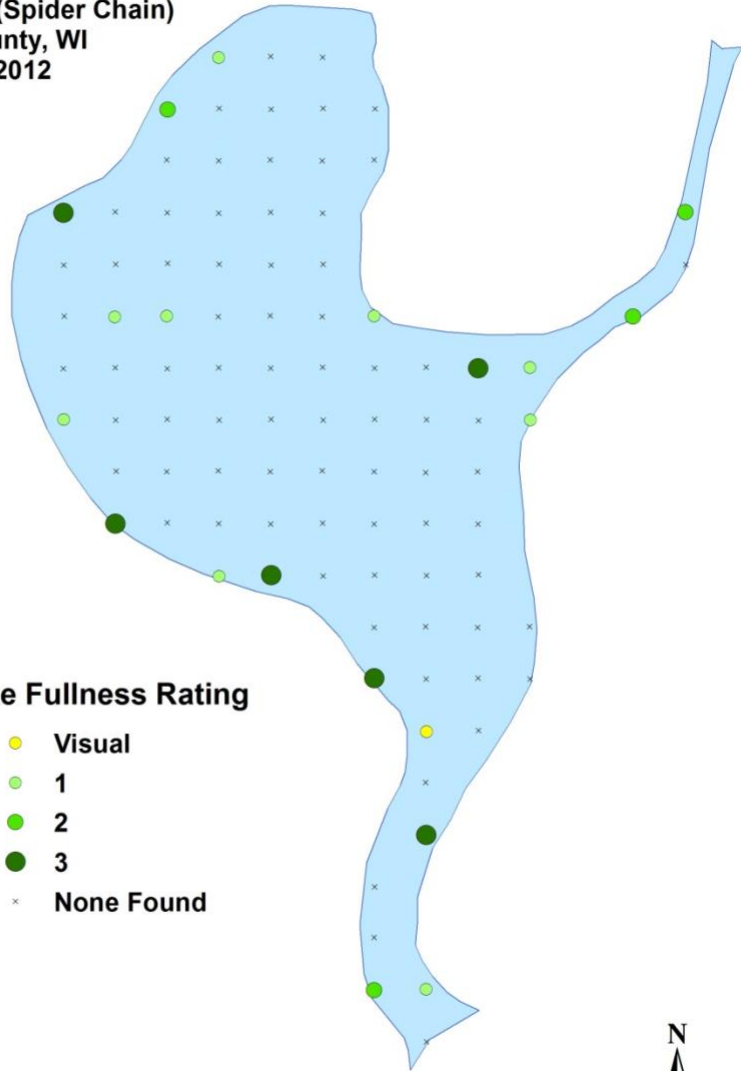 (Spider Chain)
nty, WI
2012
e Fullness Rating
Visual
1
2
3
None Found
N